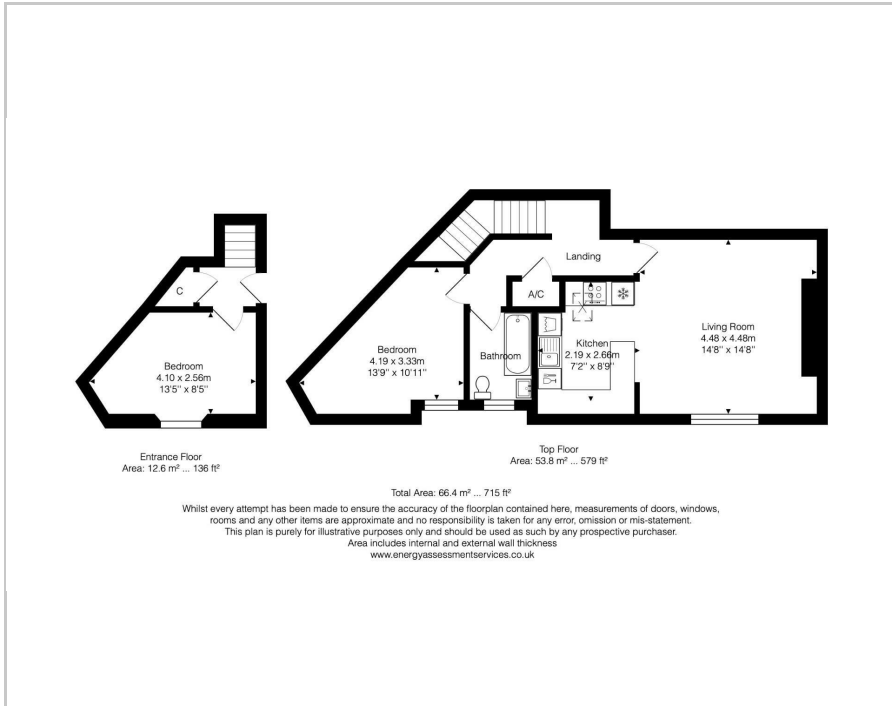 C
Bedroom
4.10 x 2.56m
13'5" x 8'5"
Entrance Floor
Area: 12.6 m² ... 136 ft²
Landing
A/C
Bedroom
4.19 x 3.33m
13'9" x 10'11"
Bathroom
Kitchen
2.19 x 2.66m
7'2" x 8'9"
Living Room
4.48 x 4.48m
14'8" x 14'8"
Top Floor
Area: 53.8 m² ... 579 ft²
Total Area: 66.4 m² ... 715 ft²
Whilst every attempt has been made to ensure the accuracy of the floorplan contained here, measurements of doors, windows,
rooms and any other items are approximate and no responsibility is taken for any error, omission or mis-statement.
This plan is purely for illustrative purposes only and should be used as such by any prospective purchaser.
Area includes internal and external wall thickness
www.energyassessmentservices.co.uk